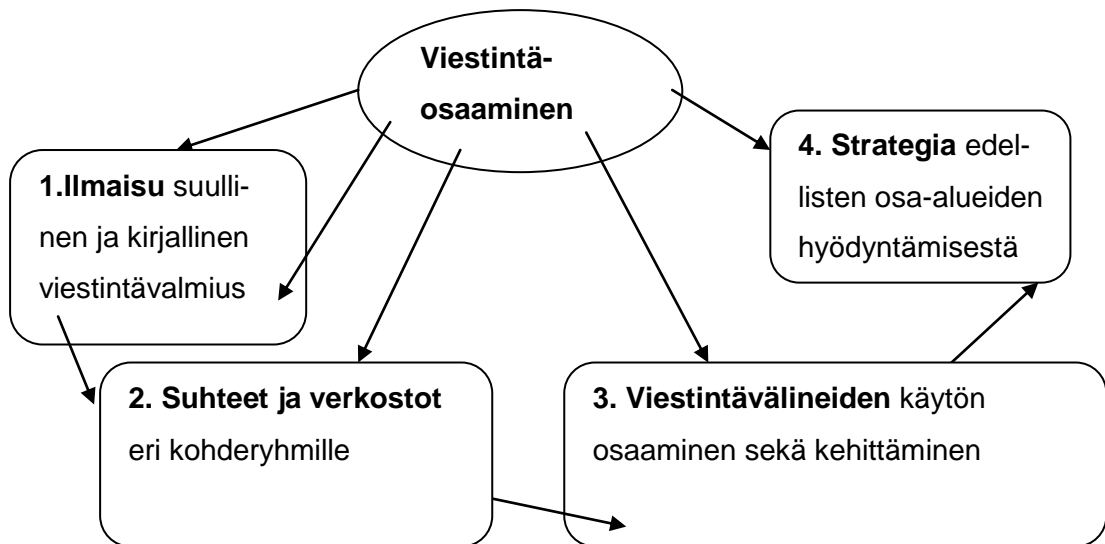 Viestintä-
osaaminen
1.Ilmaisu suulli-
nen ja kirjallinen
viestintävalmius
2. Suhteet ja verkostot
eri kohderyhmille
3. Viestintävälineiden käytön
osaaminen sekä kehittäminen
4. Strategia edel-
listen osa-alueiden
hyödyntämisestä